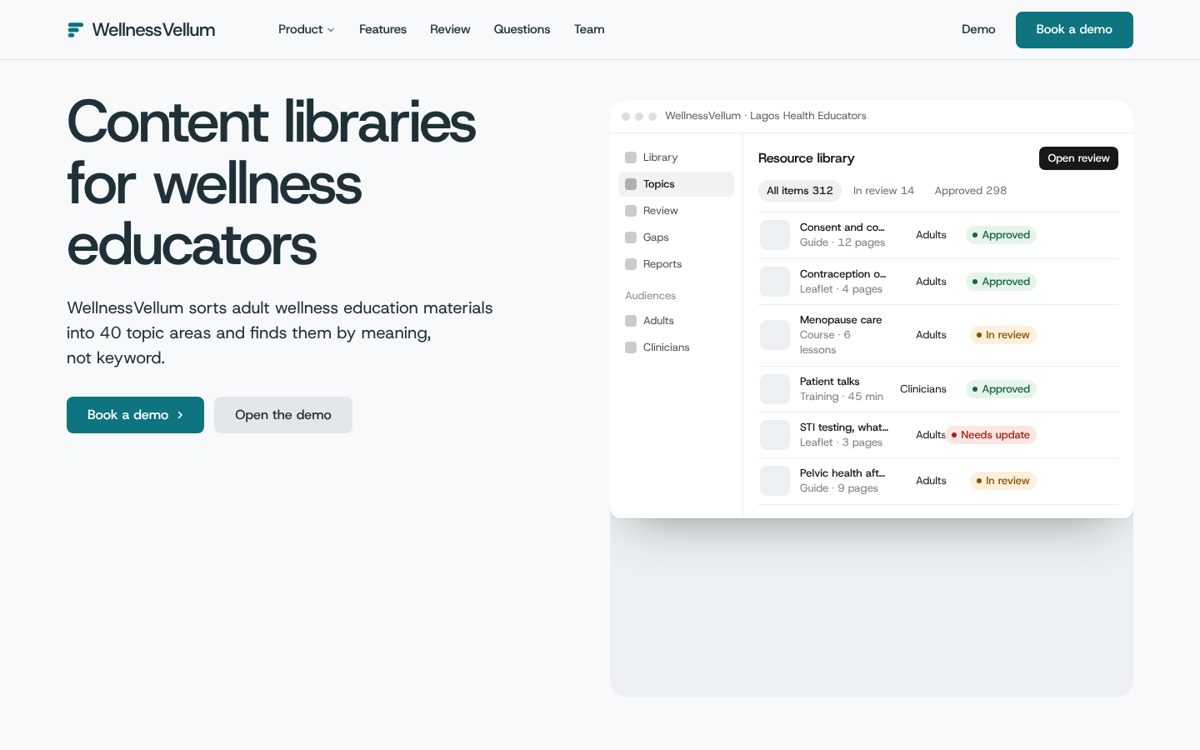 WellnessVellum
Product
Features
Review
Questions
Team
Demo
Book a demo
Content libraries
for wellness
educators
WellnessVellum sorts adult wellness education materials
into 40 topic areas and finds them by meaning,
not keyword.
Book a demo
Open the demo
WellnessVellum · Lagos Health Educators
Library
Topics
Review
Gaps
Reports
Audiences
Adults
Clinicians
Resource library
Open review
All items 312
In review 14
Approved 298
Consent and co…
Guide · 12 pages
Adults
Approved
Contraception o…
Leaflet · 4 pages
Adults
Approved
Menopause care
Course · 6
lessons
Adults
In review
Patient talks
Training · 45 min
Clinicians
Approved
STI testing, what…
Leaflet · 3 pages
Adults
Needs update
Pelvic health aft…
Guide · 9 pages
Adults
In review